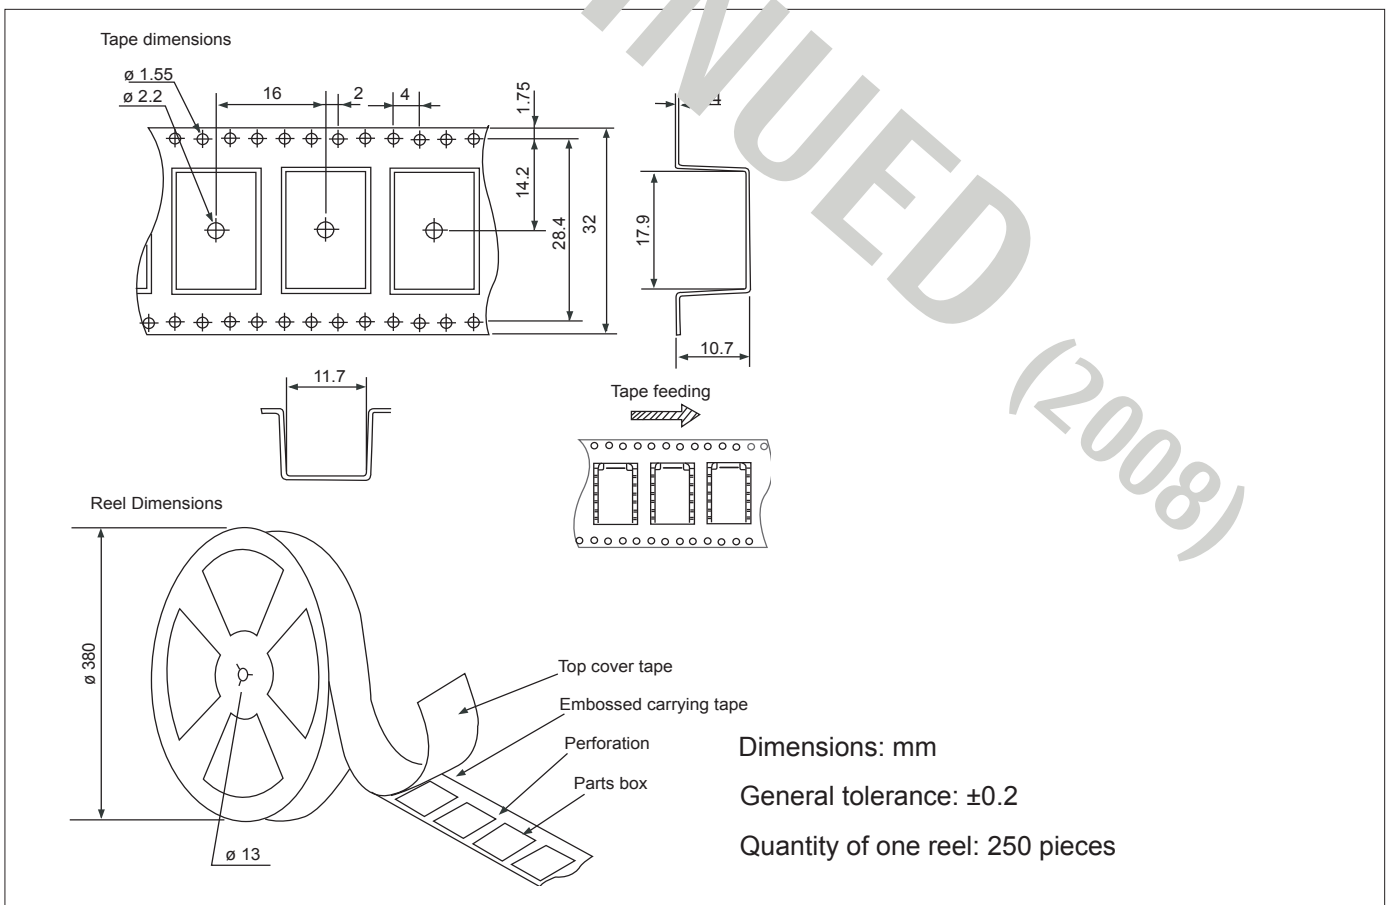 Tape dimensions
ø 1.55
ø 2.2
16
2
4
1.75
14.2
28.4
32
17.9
10.7
11.7
Tape feeding
Reel Dimensions
ø 380
ø 13
Top cover tape
Embossed carrying tape
Perforation
Parts box
Dimensions: mm
General tolerance: ±0.2
Quantity of one reel: 250 pieces
INUED (2008)